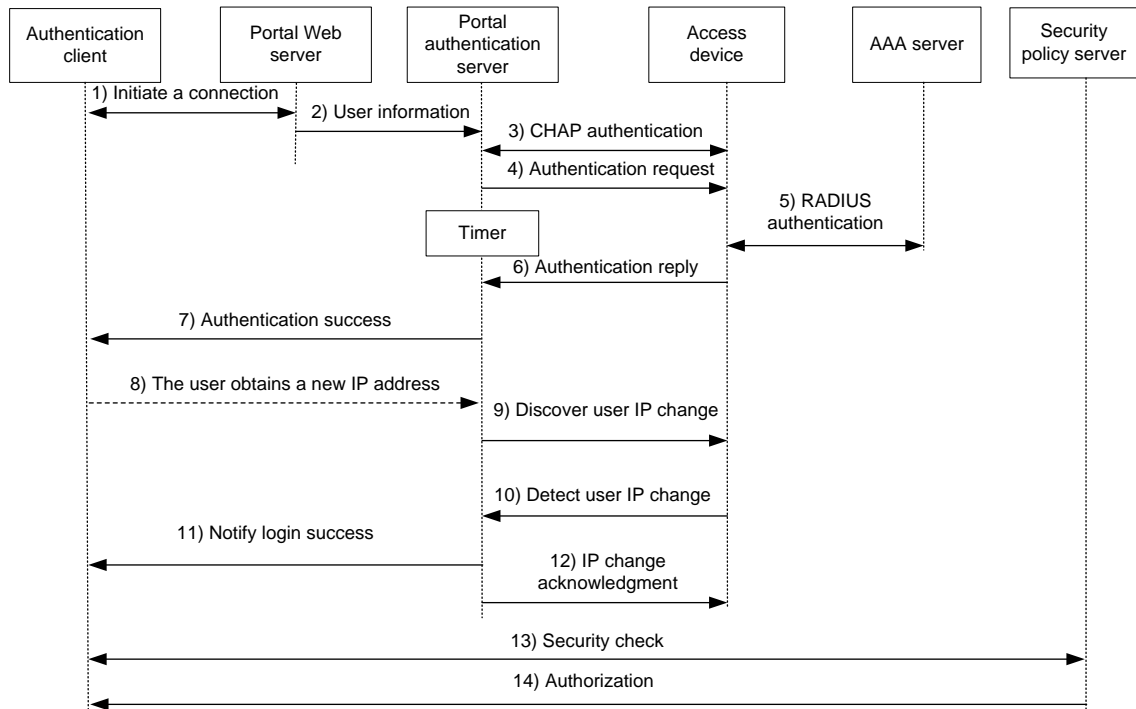 Authentication
client
Portal Web
server
Portal
authentication
server
Access
device
AAA server
Security
policy server
1) Initiate a connection
2) User information
3) CHAP authentication
4) Authentication request
5) RADIUS
authentication
Timer
6) Authentication reply
7) Authentication success
8) The user obtains a new IP address
9) Discover user IP change
10) Detect user IP change
11) Notify login success
12) IP change
acknowledgment
13) Security check
14) Authorization